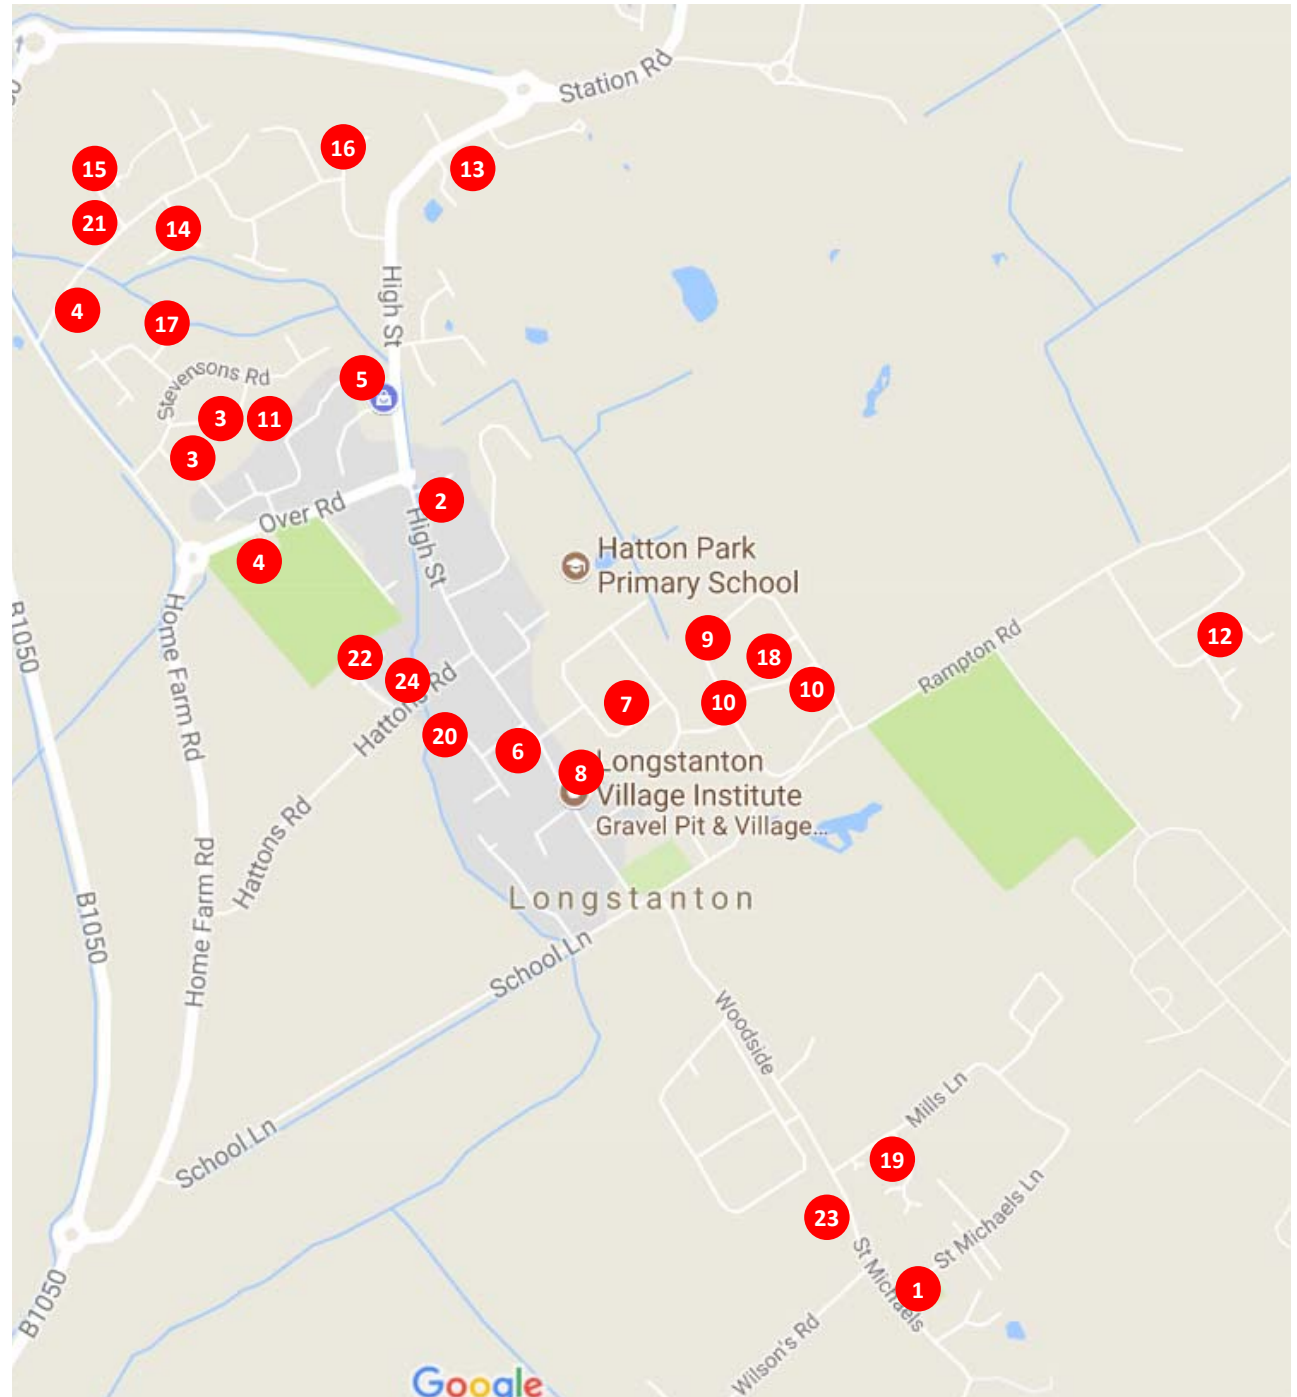 Station Rd
16
15
13
21
14
High St
4
17
Stevensons Rd
5
3
11
3
2
Over Rd
High St
4
Hatton Park
Primary School
B1050
Home Farm Rd
9
12
22
18
Rampton Rd
24
10
7
10
Hattons Rd
20
6
8
Longstanton
Village Institute
Gravel Pit & Village...
Hattons Rd
Home Farm Rd
B1050
Longstanton
School Ln
Woodside
Mills Ln
School Ln
19
23
St Michaels Ln
St Michaels
1
B1050
Wilson's Rd
Google